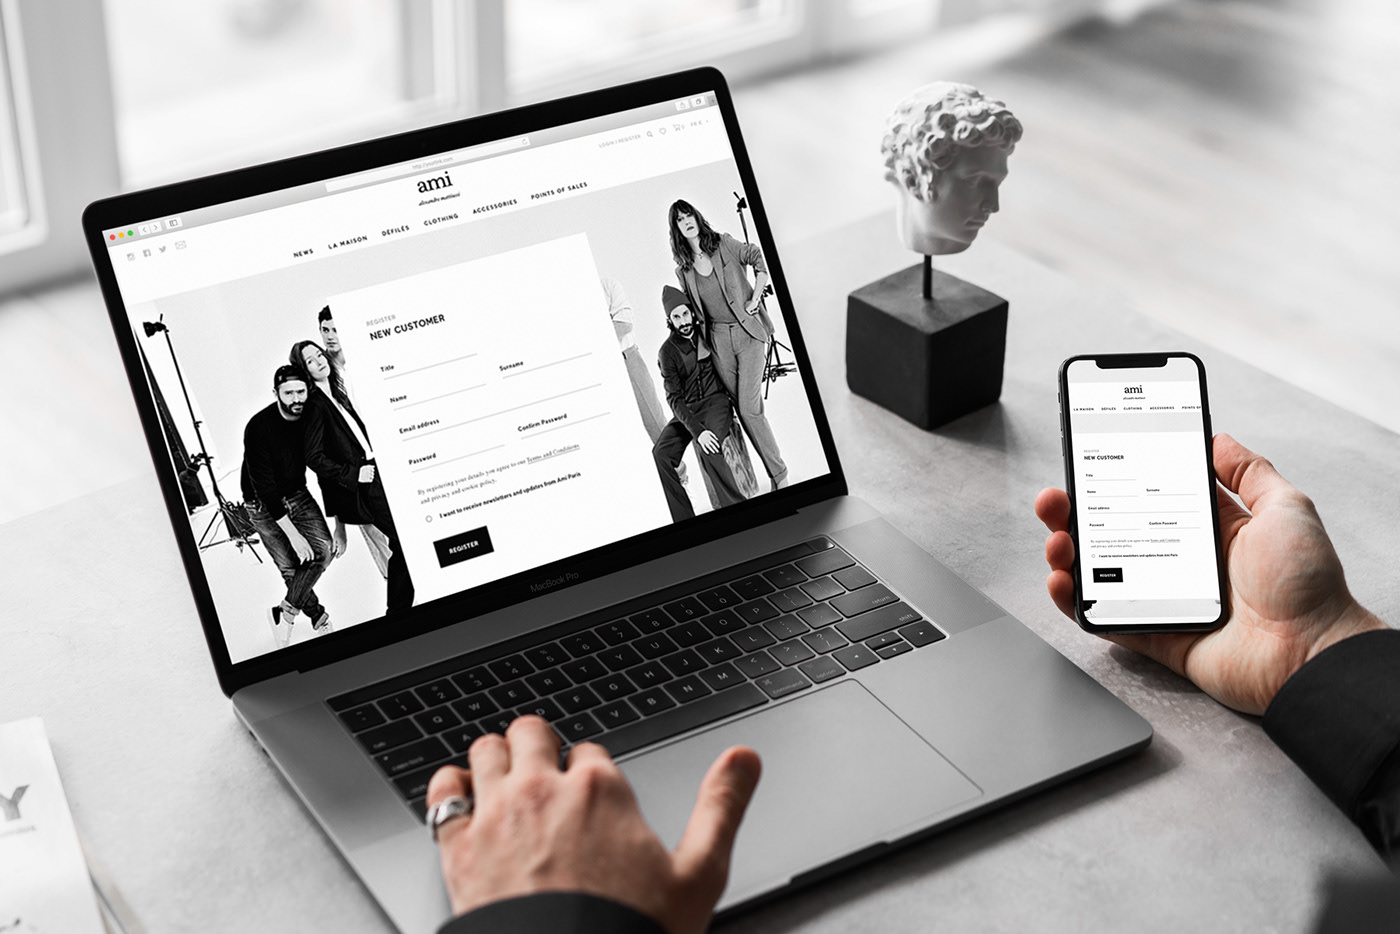 LOGIN | REGISTER
FR €
ami
alexandre mattiussi
NEWS LA MAISON DÉFILÉS CLOTHING ACCESSORIES POINTS OF SALES
REGISTER
NEW CUSTOMER
Title
Name Surname
Email address
Password Confirm Password
By registering your details you agree to our Terms and Conditions
and privacy and cookie policy.
I want to receive newsletters and updates from Ami Paris
REGISTER
MacBook Pro
ami
alexandre mattiussi
LA MAISON DÉFILÉS CLOTHING ACCESSORIES POINTS OF
REGISTER
NEW CUSTOMER
Title
Name Surname
Email address
Password Confirm Password
By registering your details you agree to our Terms and Conditions
and privacy and cookie policy.
I want to receive newsletters and updates from Ami Paris
REGISTER
Y